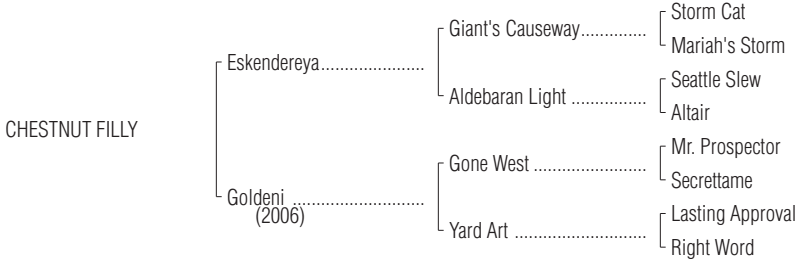 Storm Cat
Giant's Causeway..............
Mariah's Storm
Eskendereya......................
Seattle Slew
Aldebaran Light ................
Altair
CHESTNUT FILLY
Mr. Prospector
Gone West ........................
Secrettame
Goldeni ............................
(2006)
Lasting Approval
Yard Art ............................
Right Word